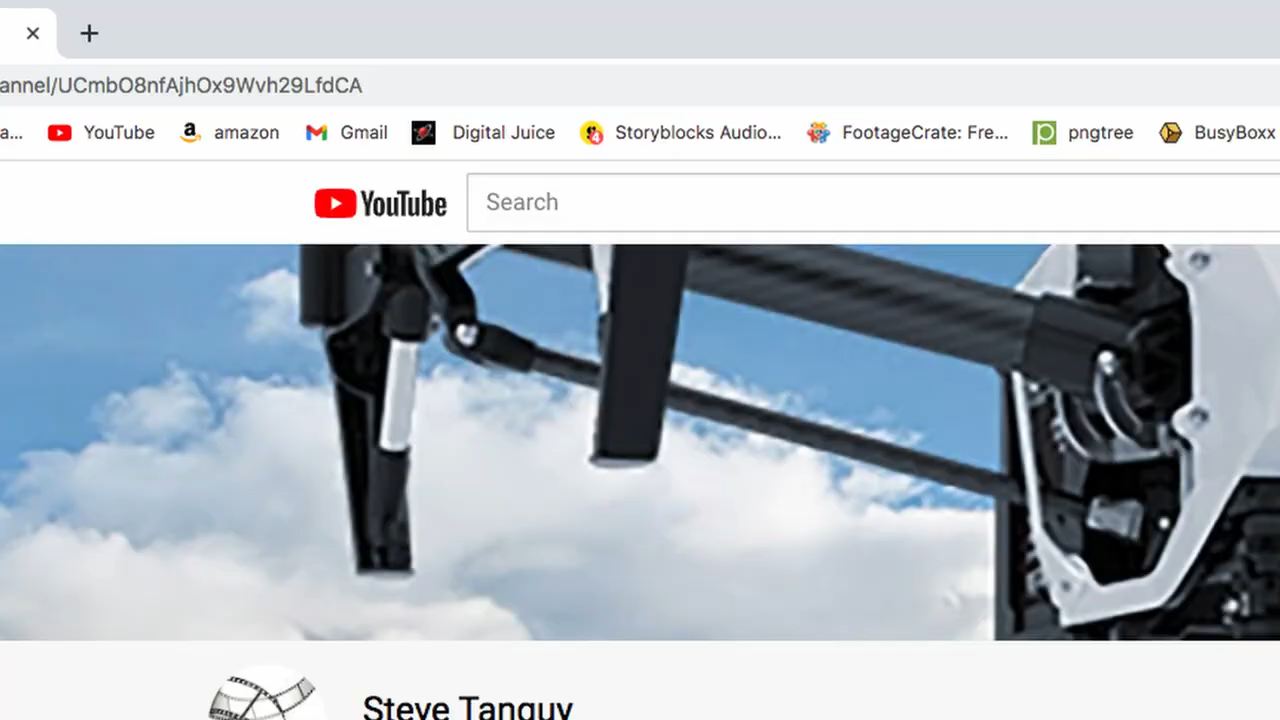 annel/UCmbO8nfAjhOx9Wvh29LfdCA
a... YouTube amazon Gmail Digital Juice Storyblocks Audio... FootageCrate: Fre... pngtree BusyBoxx
YouTube Search
Steve Tanguy